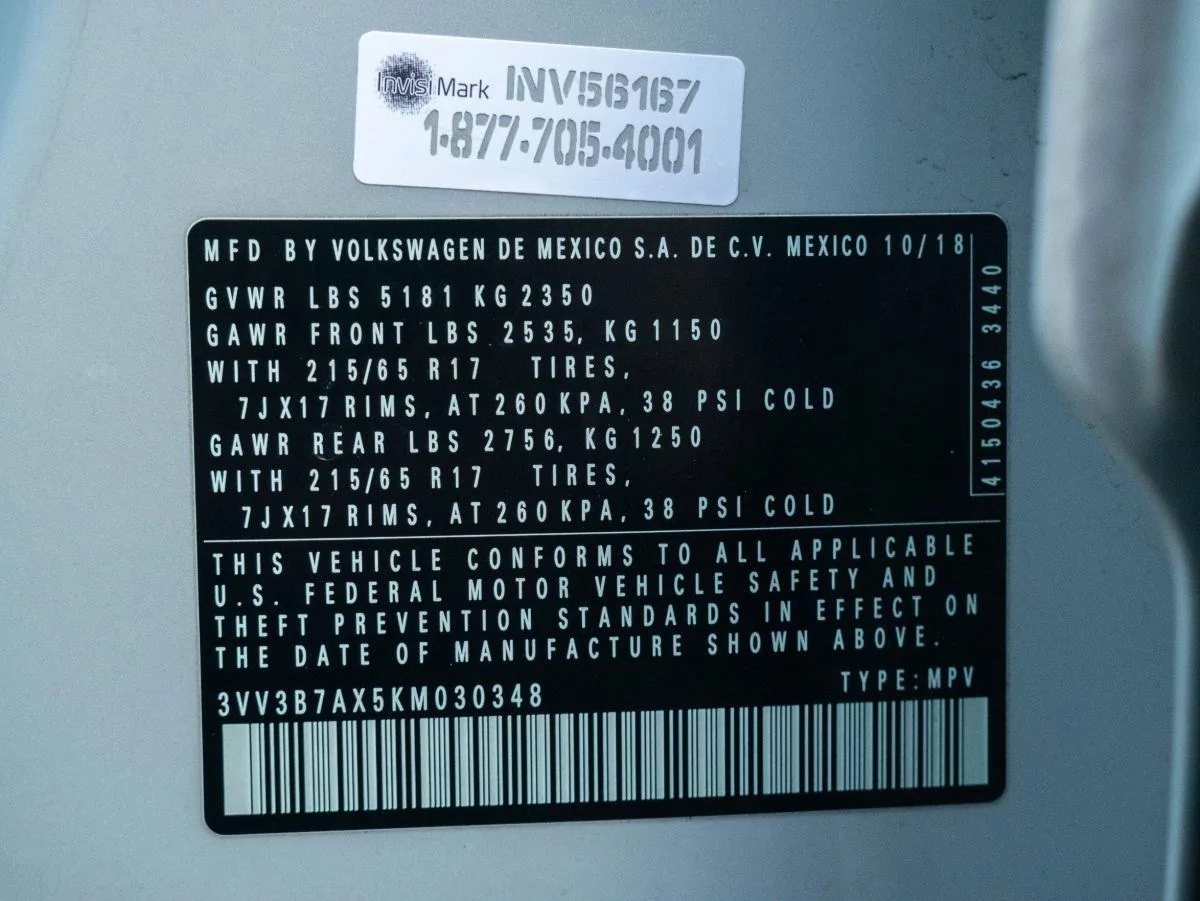 InvisiMark INV56167
1-877-705-4001
MFD BY VOLKSWAGEN DE MEXICO S.A. DE C.V. MEXICO 10/18
GVWR LBS 5181 KG 2350
GAWR FRONT LBS 2535, KG 1150
WITH 215/65 R17 TIRES,
7JX17 RIMS, AT 260 KPA, 38 PSI COLD
GAWR REAR LBS 2756, KG 1250
WITH 215/65 R17 TIRES,
7JX17 RIMS, AT 260 KPA, 38 PSI COLD
4150436 3440
THIS VEHICLE CONFORMS TO ALL APPLICABLE
U.S. FEDERAL MOTOR VEHICLE SAFETY AND
THEFT PREVENTION STANDARDS IN EFFECT ON
THE DATE OF MANUFACTURE SHOWN ABOVE.
3VV3B7AX5KM030348 TYPE:MPV